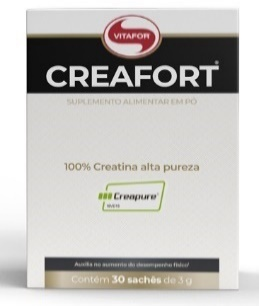 VITAFOR
CREAFORT®
SUPLEMENTO ALIMENTAR EM PÓ
100% Creatina alta pureza
Creapure®
Auxilia no aumento do desempenho físico¹
Contém 30 sachês de 3 g